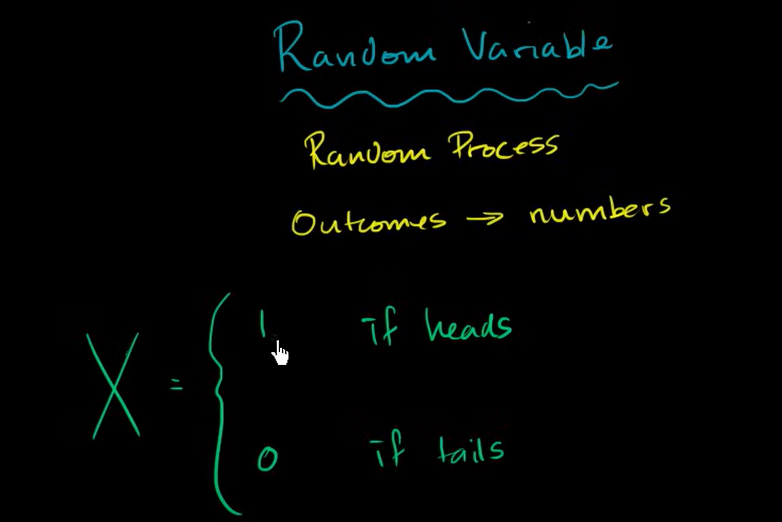 Random Variable
Random Process
Outcomes → numbers
X = { 1 if heads
0 if tails